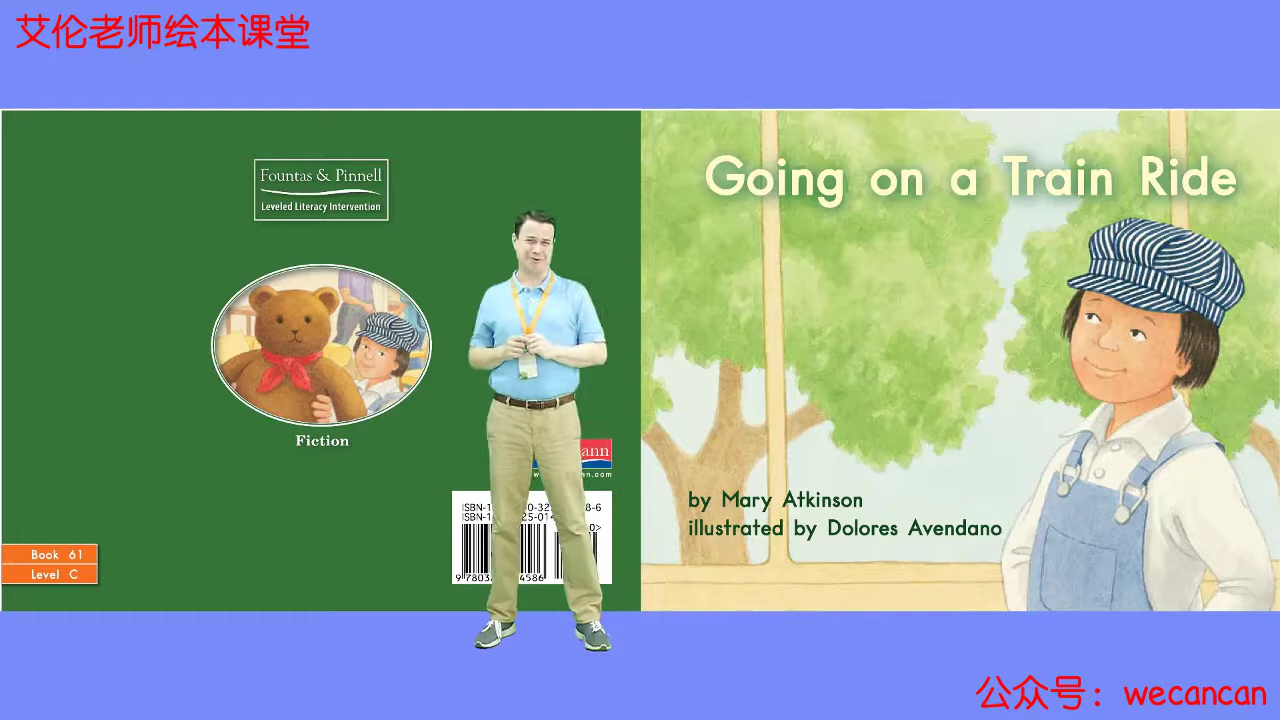 艾伦老师绘本课堂
Fountas & Pinnell
Leveled Literacy Intervention
Fiction
Book 61
Level C
Going on a Train Ride
by Mary Atkinson
illustrated by Dolores Avendano
公众号：wecancan